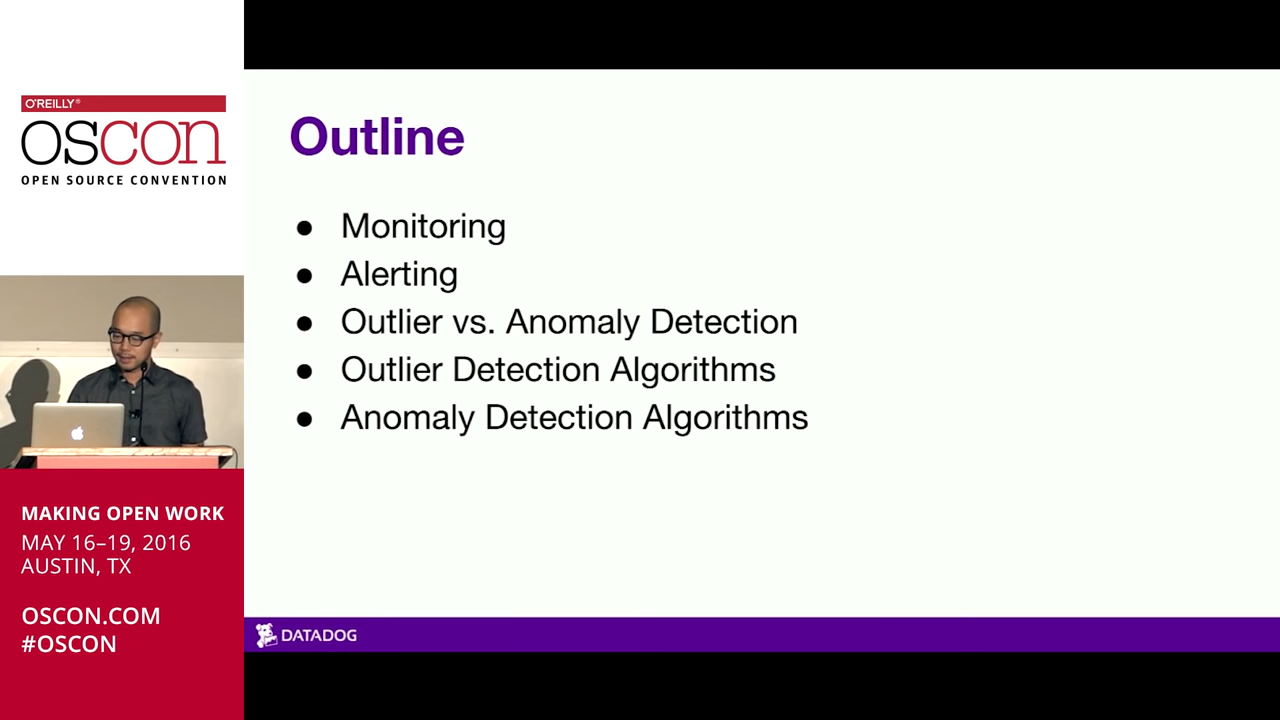 O'REILLY®
OSCON
OPEN SOURCE CONVENTION
MAKING OPEN WORK
MAY 16–19, 2016
AUSTIN, TX
OSCON.COM
#OSCON
Outline
● Monitoring
● Alerting
● Outlier vs. Anomaly Detection
● Outlier Detection Algorithms
● Anomaly Detection Algorithms
DATADOG